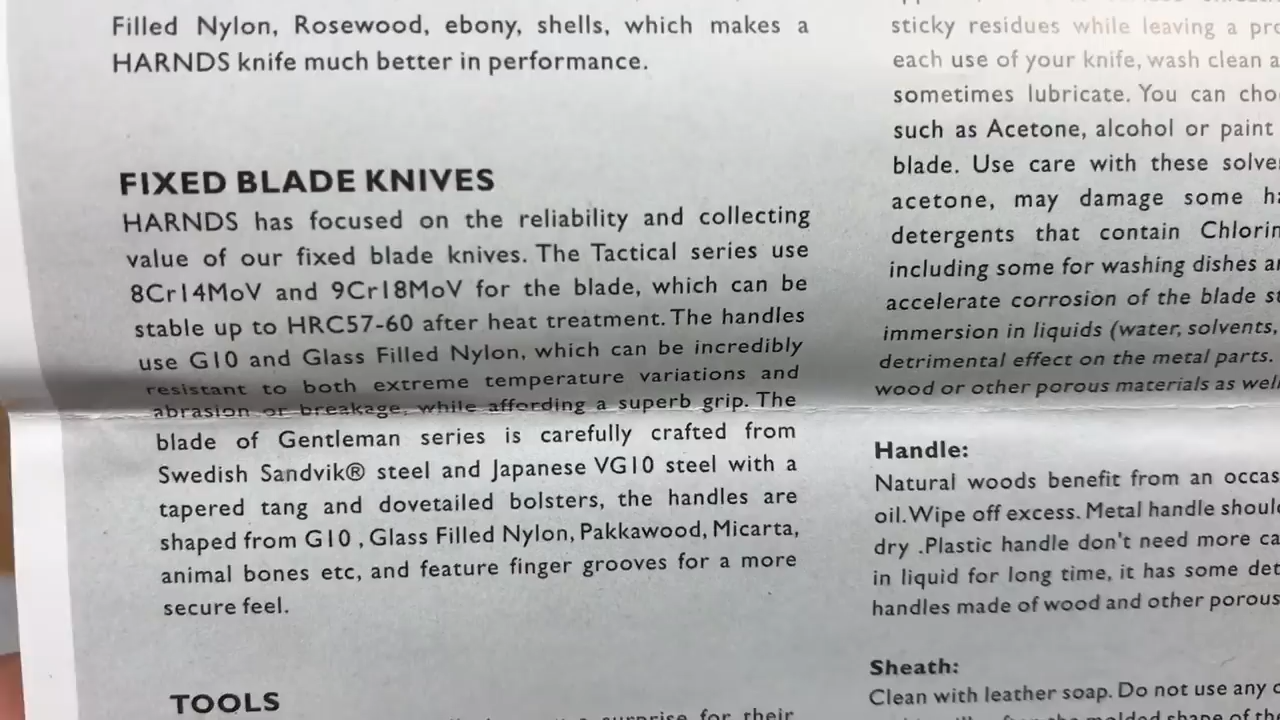 Filled Nylon, Rosewood, ebony, shells, which makes a
HARNDS knife much better in performance.
FIXED BLADE KNIVES
HARNDS has focused on the reliability and collecting
value of our fixed blade knives. The Tactical series use
8Cr14MoV and 9Cr18MoV for the blade, which can be
stable up to HRC57-60 after heat treatment. The handles
use G10 and Glass Filled Nylon, which can be incredibly
resistant to both extreme temperature variations and
abrasion or breakage, while affording a superb grip. The
blade of Gentleman series is carefully crafted from
Swedish Sandvik® steel and Japanese VG10 steel with a
tapered tang and dovetailed bolsters, the handles are
shaped from G10 , Glass Filled Nylon, Pakkawood, Micarta,
animal bones etc, and feature finger grooves for a more
secure feel.
TOOLS
surprise for their
sticky residues while leaving a
each use of your knife, wash clean
sometimes lubricate. You can
such as Acetone, alcohol or paint
blade. Use care with these
acetone, may damage some
detergents that contain
including some for washing dishes
accelerate corrosion of the blade
immersion in liquids (water, solvents,
detrimental effect on the metal parts.
wood or other porous materials as well
Handle:
Natural woods benefit from an
oil.Wipe off excess. Metal handle
dry .Plastic handle don't need more
in liquid for long time, it has some
handles made of wood and other porous
Sheath:
Clean with leather soap. Do not use any
the molded shape of the